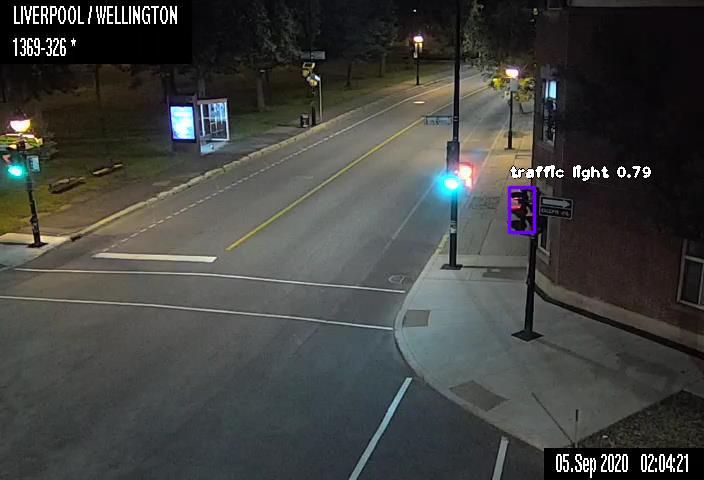 LIVERPOOL / WELLINGTON
1369-326 *
traffic light 0.79
05.Sep 2020 02:04:21